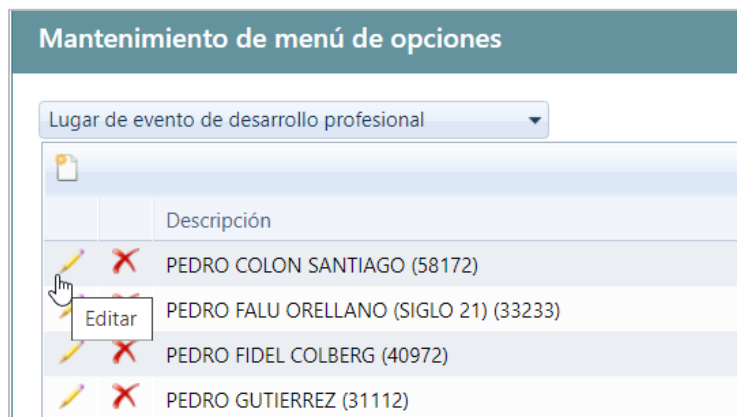 Mantenimiento de menú de opciones
Lugar de evento de desarrollo profesional
Descripción
PEDRO COLON SANTIAGO (58172)
Editar
PEDRO FALU ORELLANO (SIGLO 21) (33233)
PEDRO FIDEL COLBERG (40972)
PEDRO GUTIERREZ (31112)